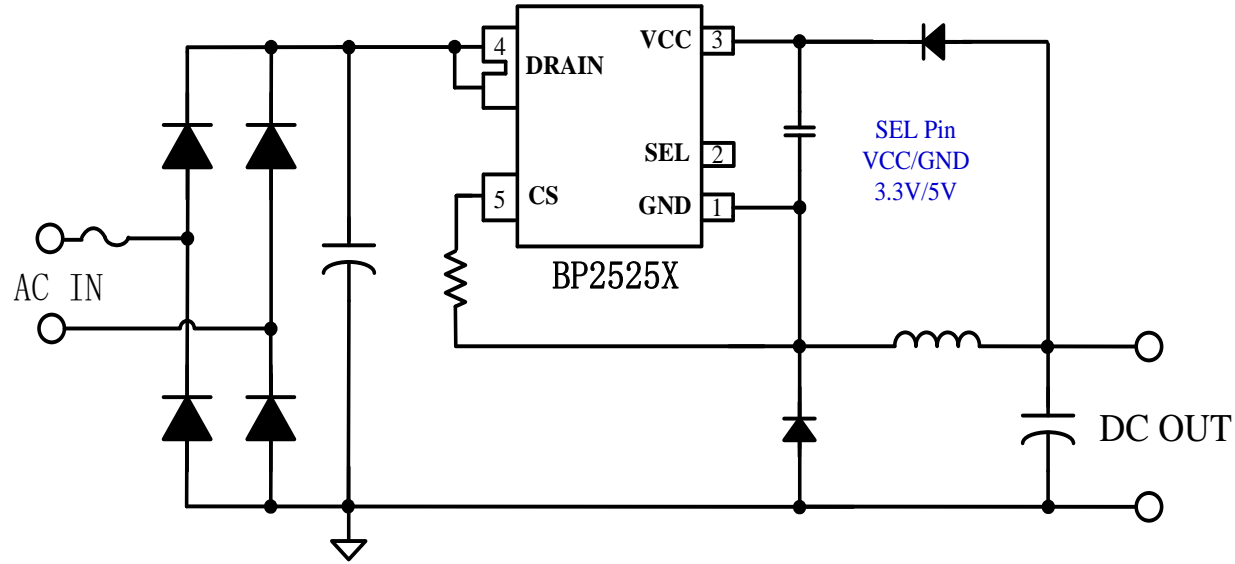 VCC 3
4
DRAIN
SEL 2
5 CS
GND 1
BP2525X
SEL Pin
VCC/GND
3.3V/5V
AC IN
DC OUT